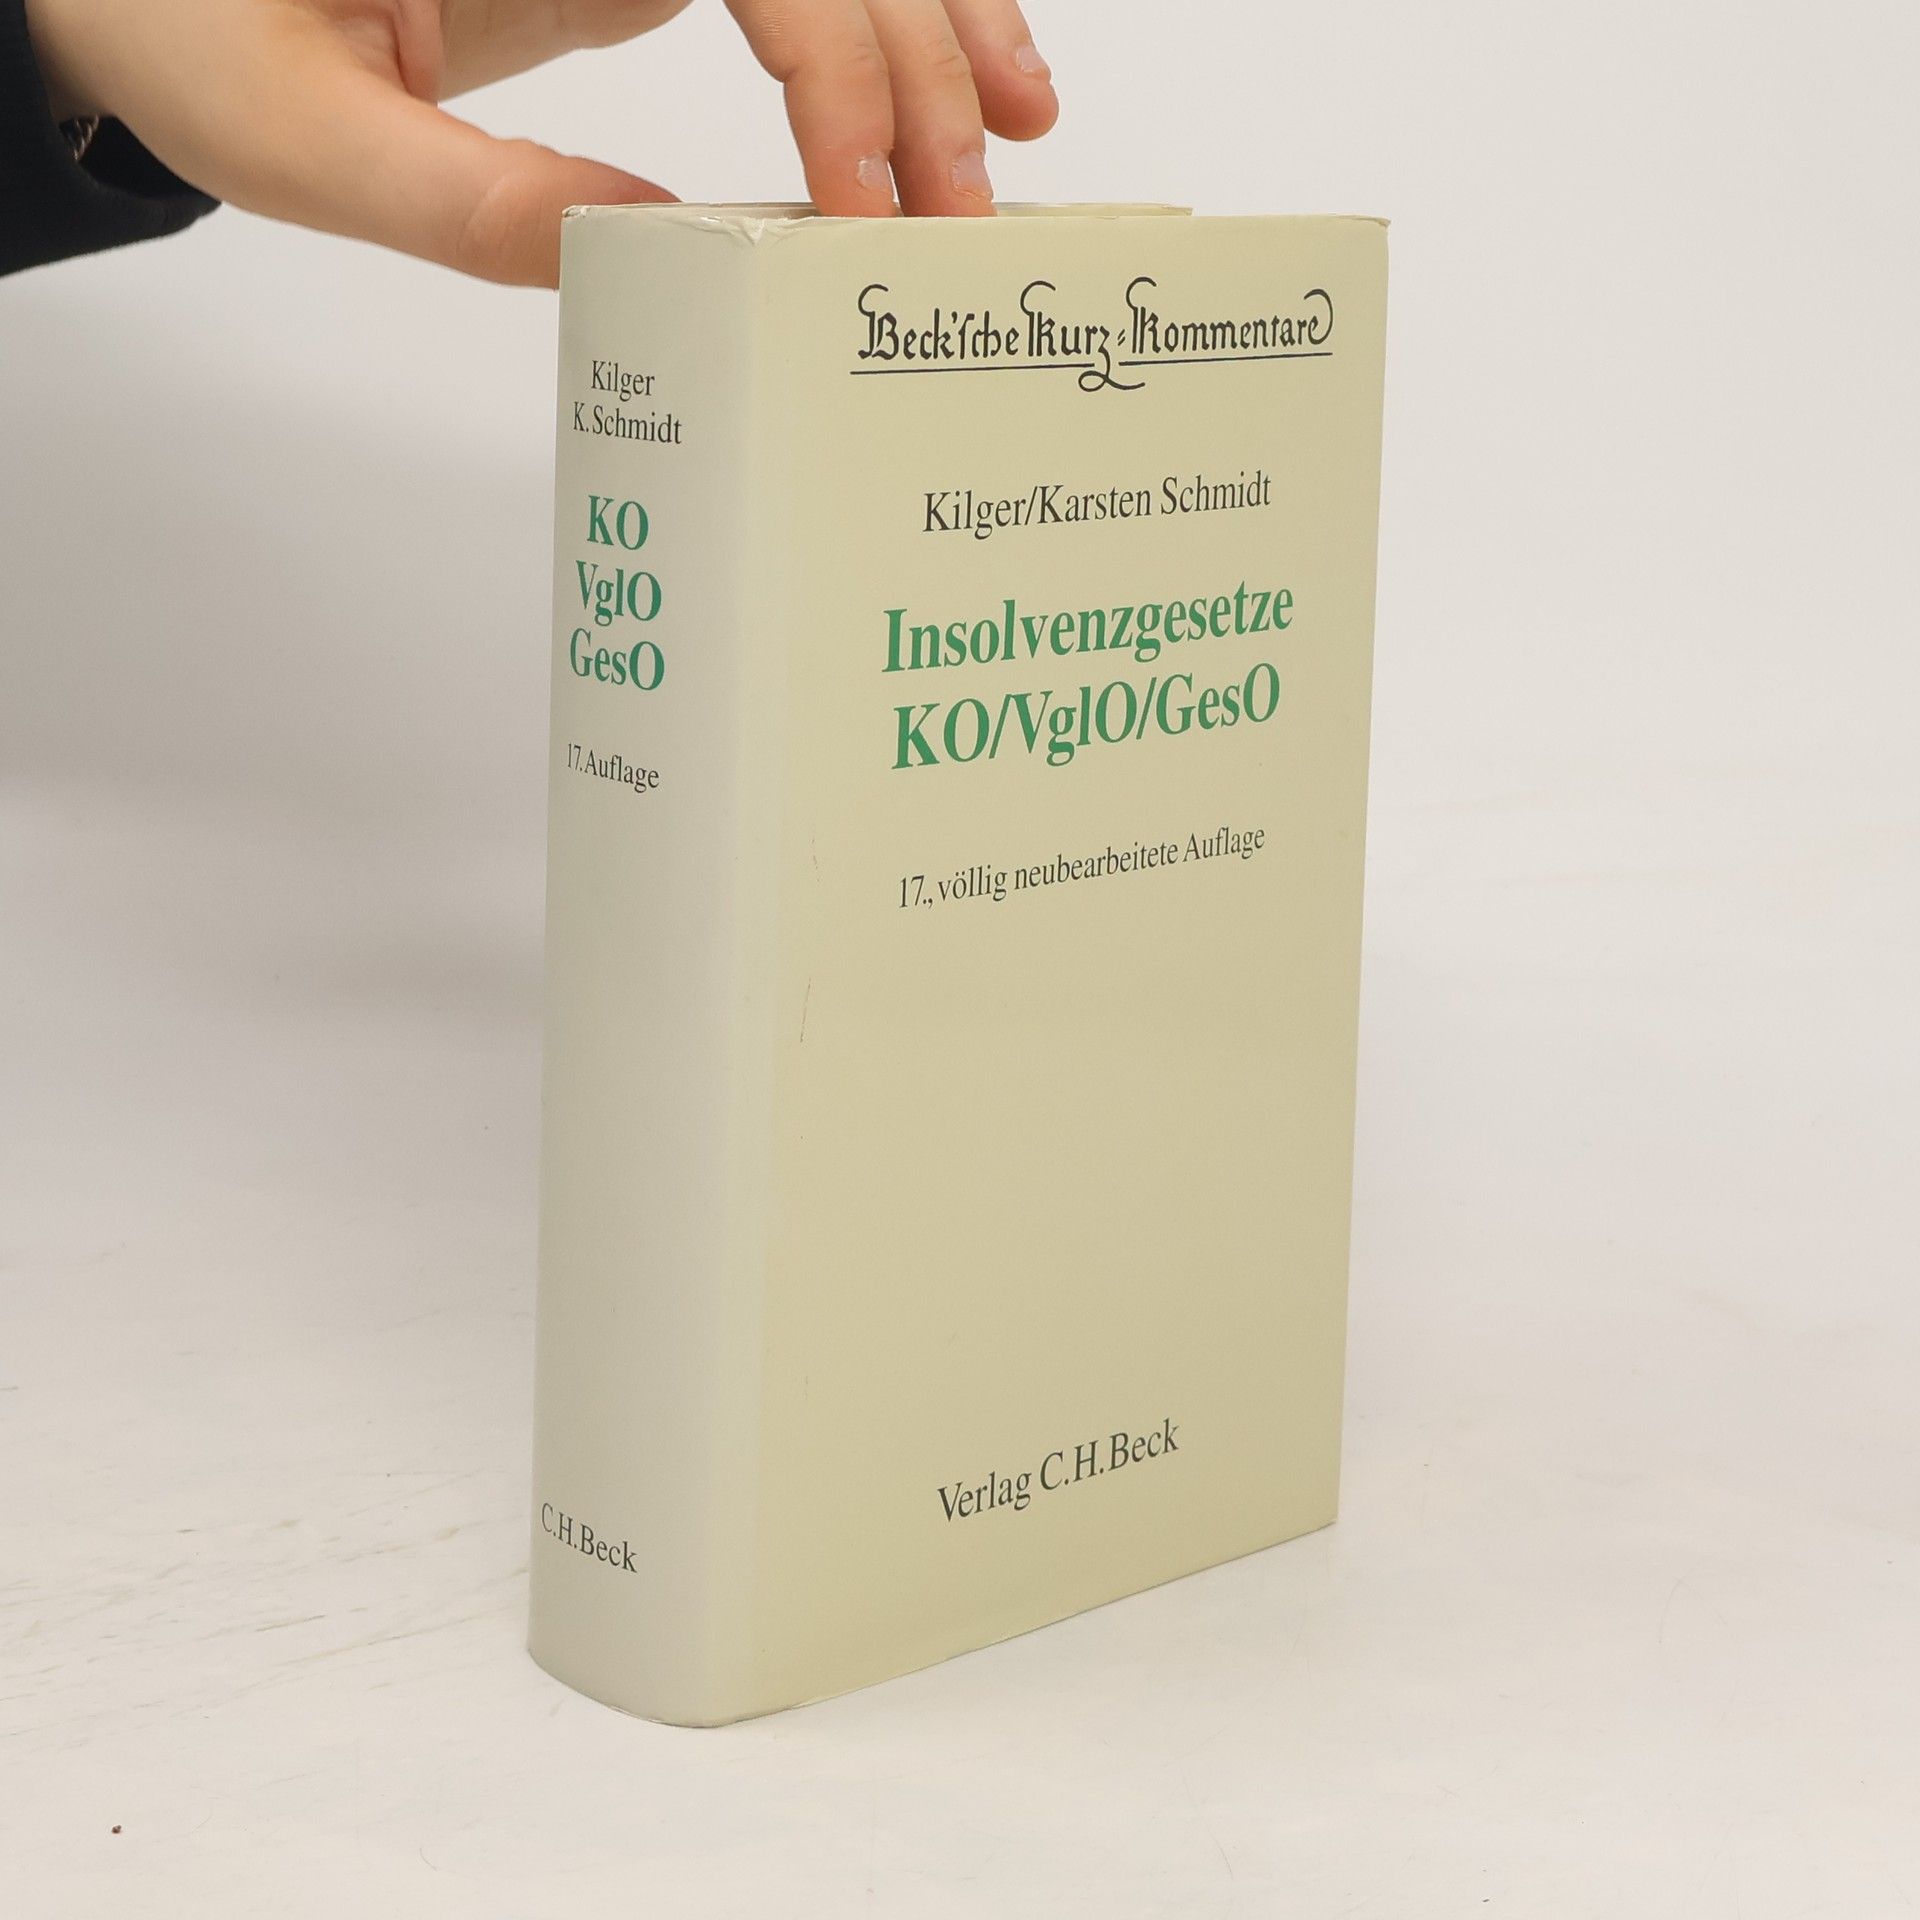 Kilger
K. Schmidt
KO
VglO
GesO
17. Auflage
C.H.Beck
Beck'sche Kurz-Kommentare
Kilger/Karsten Schmidt
Insolvenzgesetze
KO/VglO/GesO
17., völlig neubearbeitete Auflage
Verlag C.H.Beck